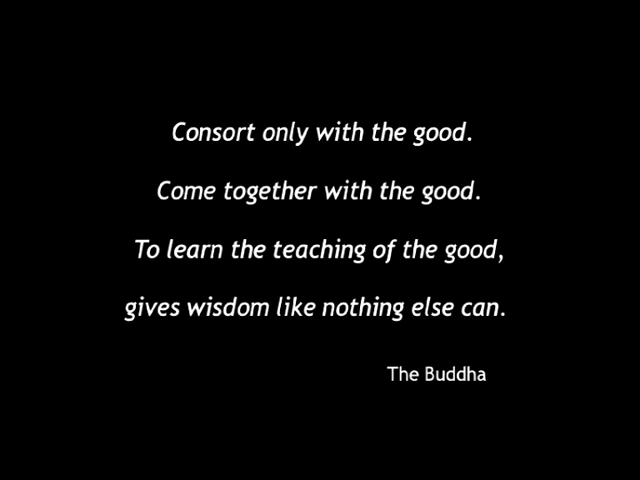 Consort only with the good.
Come together with the good.
To learn the teaching of the good,
gives wisdom like nothing else can.
The Buddha